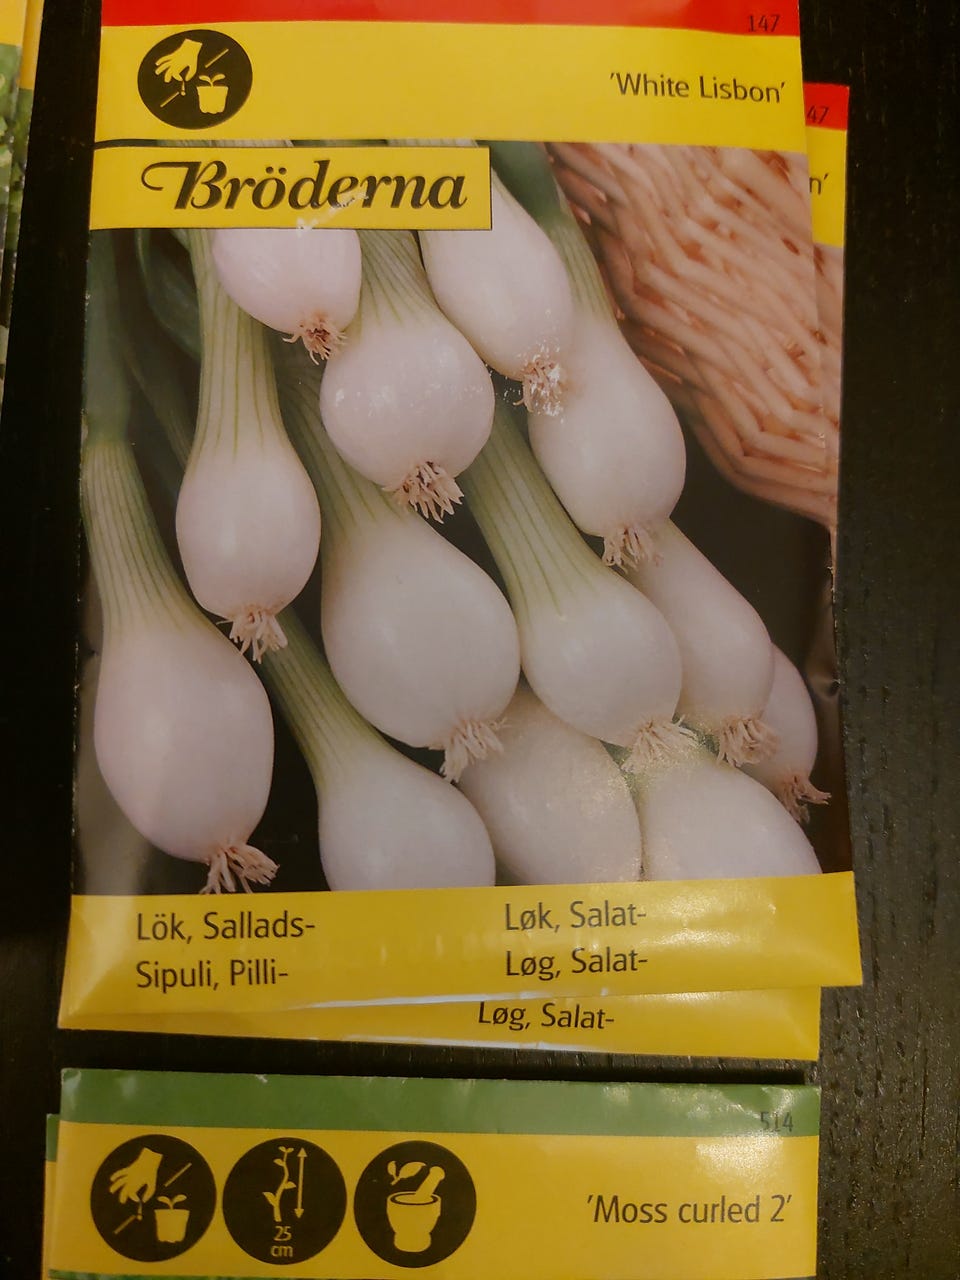 147
'White Lisbon'
47
n'
Bröderna
Lök, Sallads-
Sipuli, Pilli-
Løk, Salat-
Løg, Salat-
Løg, Salat-
514
25
cm
'Moss curled 2'